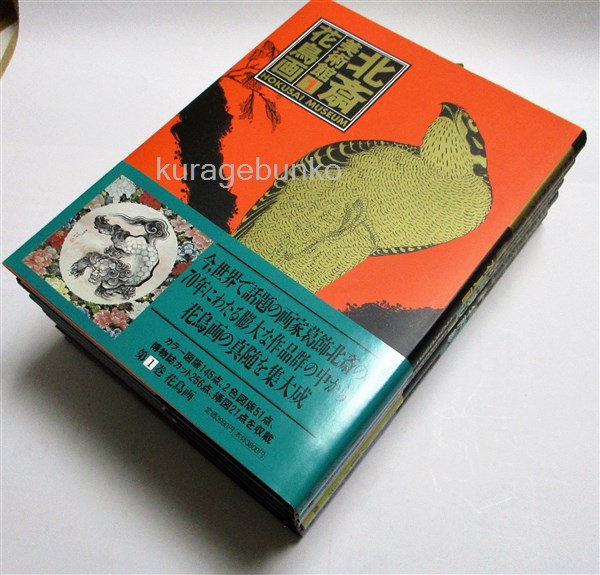 北斎
美術館
1
花鳥画
HOKUSAI MUSEUM
kuragebunko
今、世界で話題の画家葛飾北斎の
70年にわたる膨大な作品群の中から
花鳥画の真随を集大成
カラー図版145点、2色図版51点、
博物誌カット256点、挿図21点を収載
第1巻 花鳥画